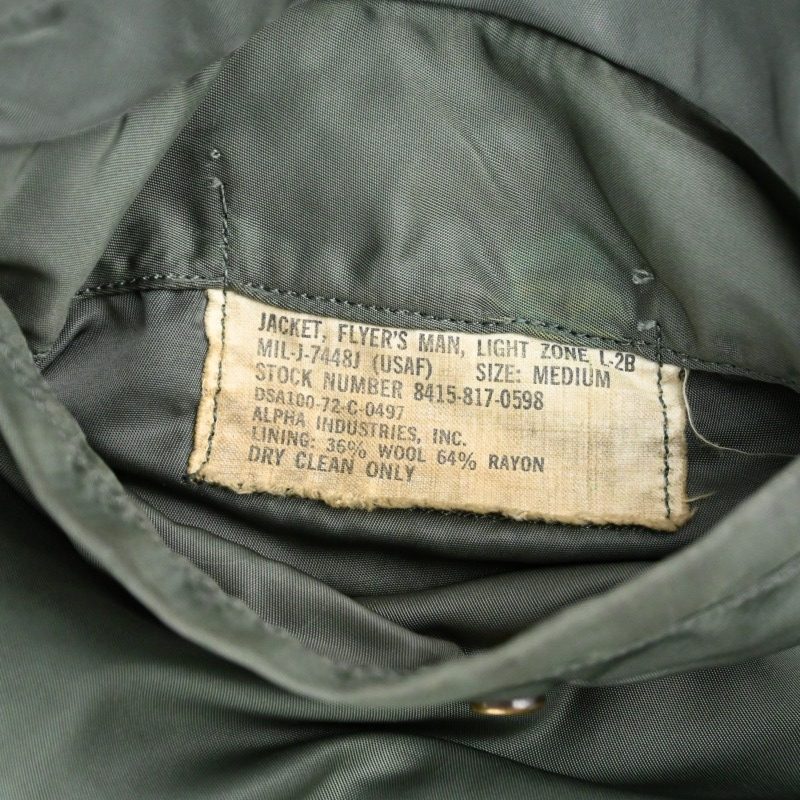 JACKET, FLYER'S MAN, LIGHT ZONE L-2B
MIL-J-7448J (USAF) SIZE: MEDIUM
STOCK NUMBER 8415-817-0598
DSA100-72-C-0497
ALPHA INDUSTRIES, INC.
LINING: 36% WOOL 64% RAYON
DRY CLEAN ONLY